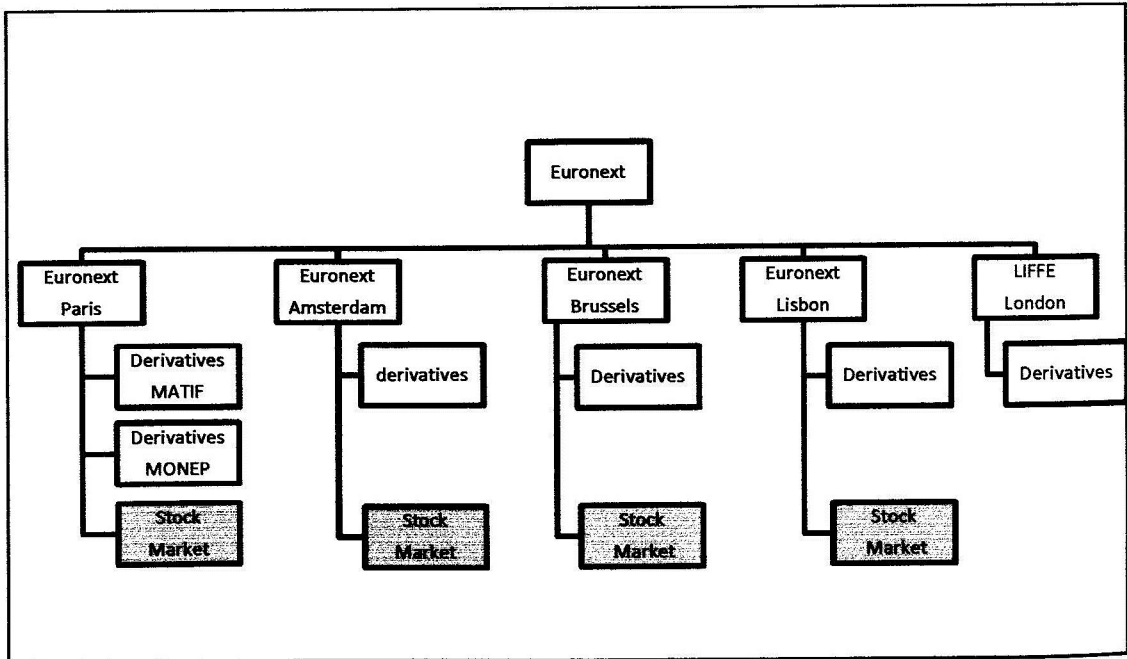 Euronext
Euronext
Paris
Euronext
Amsterdam
Euronext
Brussels
Euronext
Lisbon
LIFFE
London
Derivatives
MATIF
derivatives
Derivatives
Derivatives
Derivatives
Derivatives
MONEP
Stock
Market
Stock
Market
Stock
Market
Stock
Market